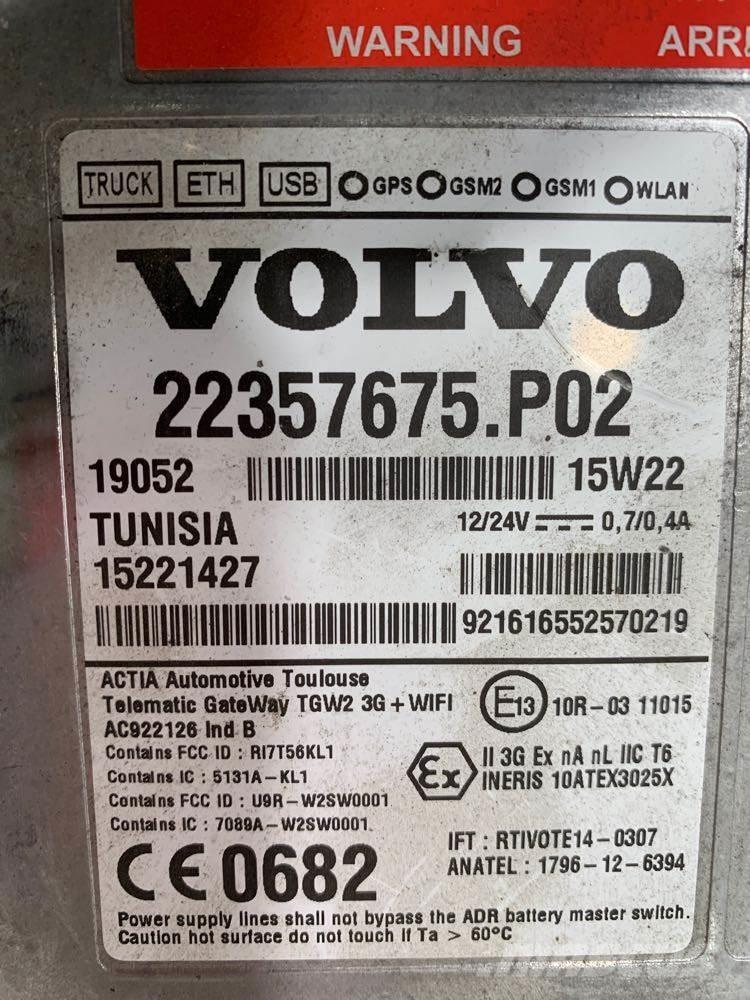 WARNING
TRUCK ETH USB GPS GSM2 GSM1 WLAN
VOLVO
22357675.P02
19052 15W22
TUNISIA 12/24V 0,7/0,4A
15221427
921616552570219
ACTIA Automotive Toulouse
Telematic GateWay TGW2 3G+WIFI E13 10R-03 11015
AC922126 Ind B
Contains FCC ID : RI7T56KL1 Ex II 3G Ex nA nL IIC T6
Contains IC : 5131A-KL1 INERIS 10ATEX3025X
Contains FCC ID : U9R-W2SW0001
Contains IC : 7089A-W2SW0001
IFT : RTIVOTE14-0307
CE 0682 ANATEL : 1796-12-6394
Power supply lines shall not bypass the ADR battery master switch.
Caution hot surface do not touch if Ta > 60°C